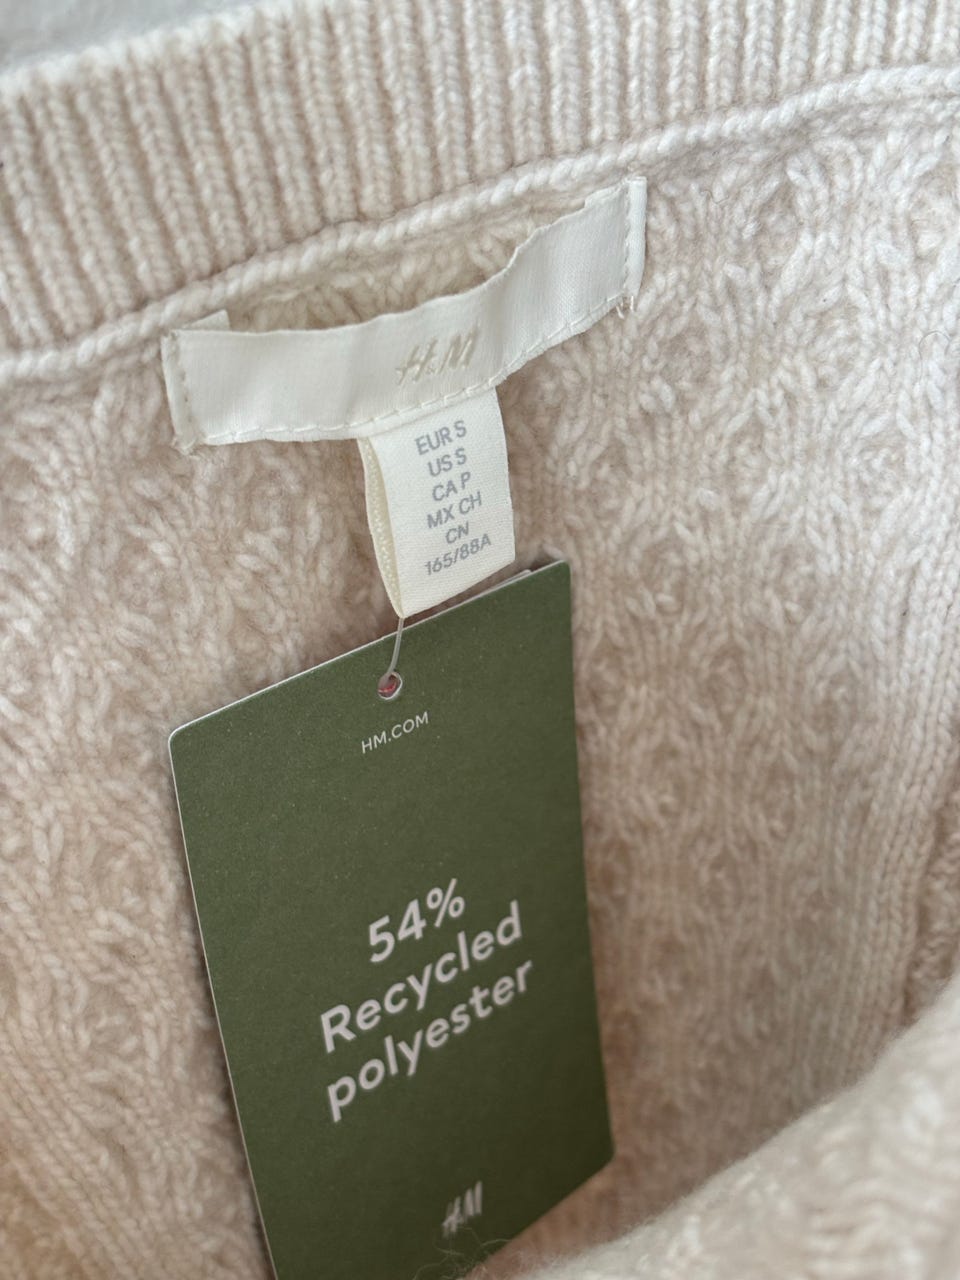 H&M
EUR S
US S
CA P
MX CH
CN
165/88A
HM.COM
54%
Recycled
polyester
H&M